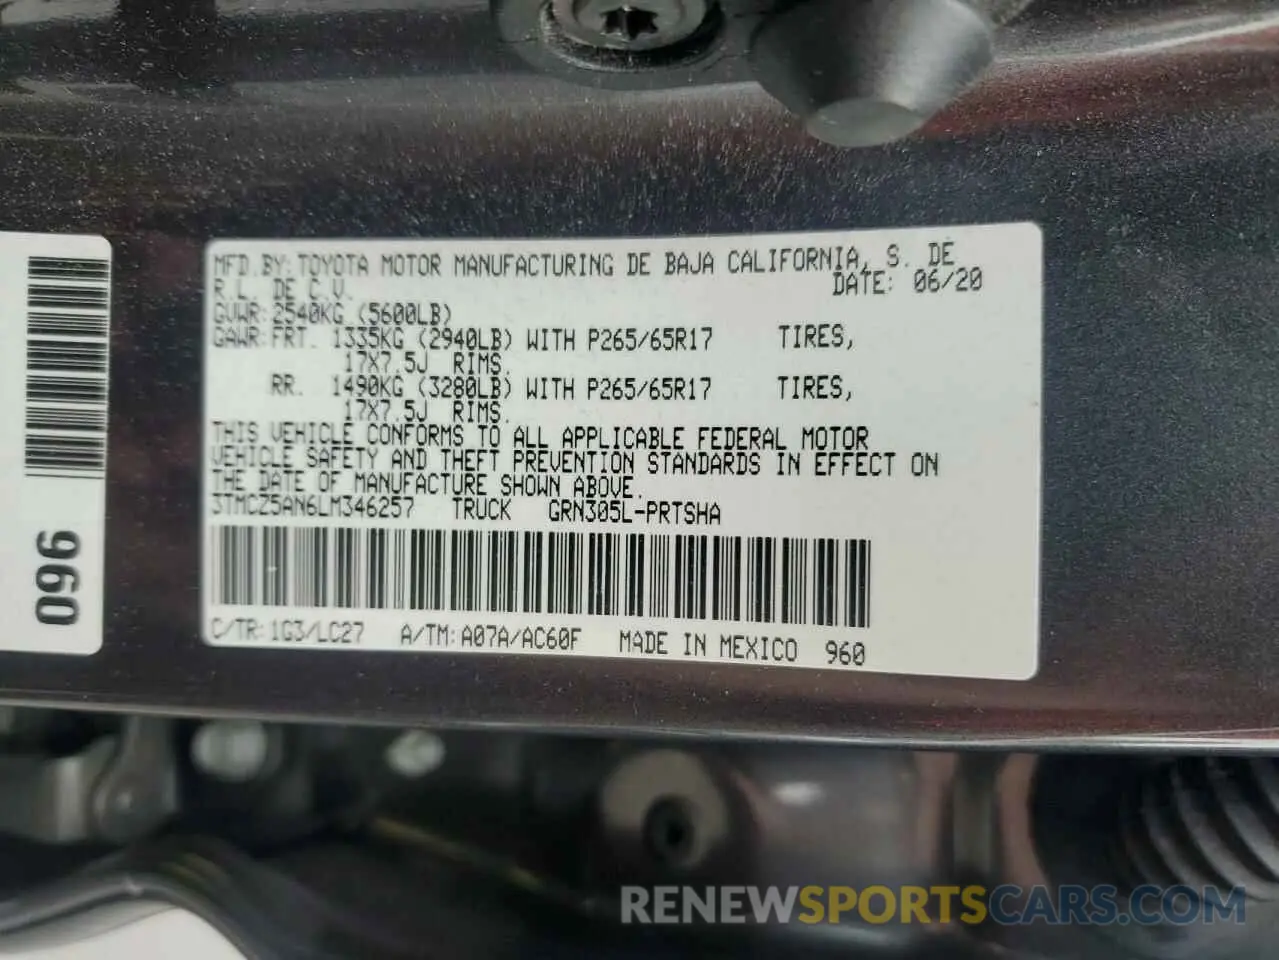 MFD.BY:TOYOTA MOTOR MANUFACTURING DE BAJA CALIFORNIA, S. DE
R.L. DE C.V. DATE: 06/20
GVWR:2540KG (5600LB)
GAWR:FRT. 1335KG (2940LB) WITH P265/65R17 TIRES,
17X7.5J RIMS.
RR. 1490KG (3280LB) WITH P265/65R17 TIRES,
17X7.5J RIMS.
THIS VEHICLE CONFORMS TO ALL APPLICABLE FEDERAL MOTOR
VEHICLE SAFETY AND THEFT PREVENTION STANDARDS IN EFFECT ON
THE DATE OF MANUFACTURE SHOWN ABOVE.
3TMCZ5AN6LM346257 TRUCK GRN305L-PRTSHA
C/TR:1G3/LC27 A/TM:A07A/AC60F MADE IN MEXICO 960
960
RENEWSPORTSCARS.COM